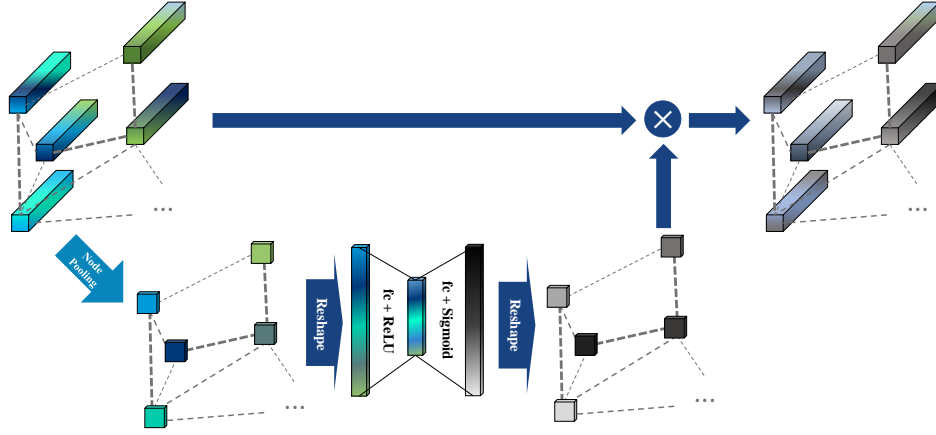 ...
...
Node
Pooling
Reshape
fc + ReLU
fc + Sigmoid
Reshape
...
...